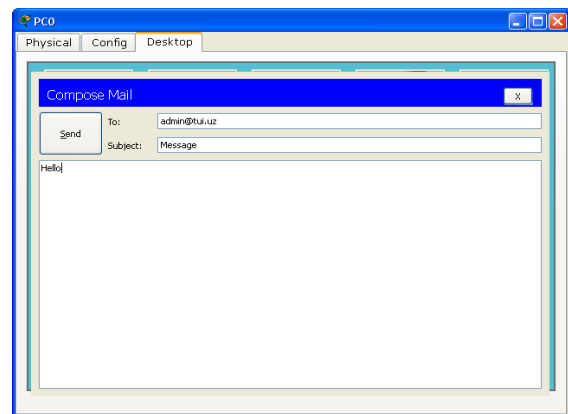 PC0
Physical Config Desktop
Compose Mail
X
Send
To: admin@tui.uz
Subject: Message
Hello